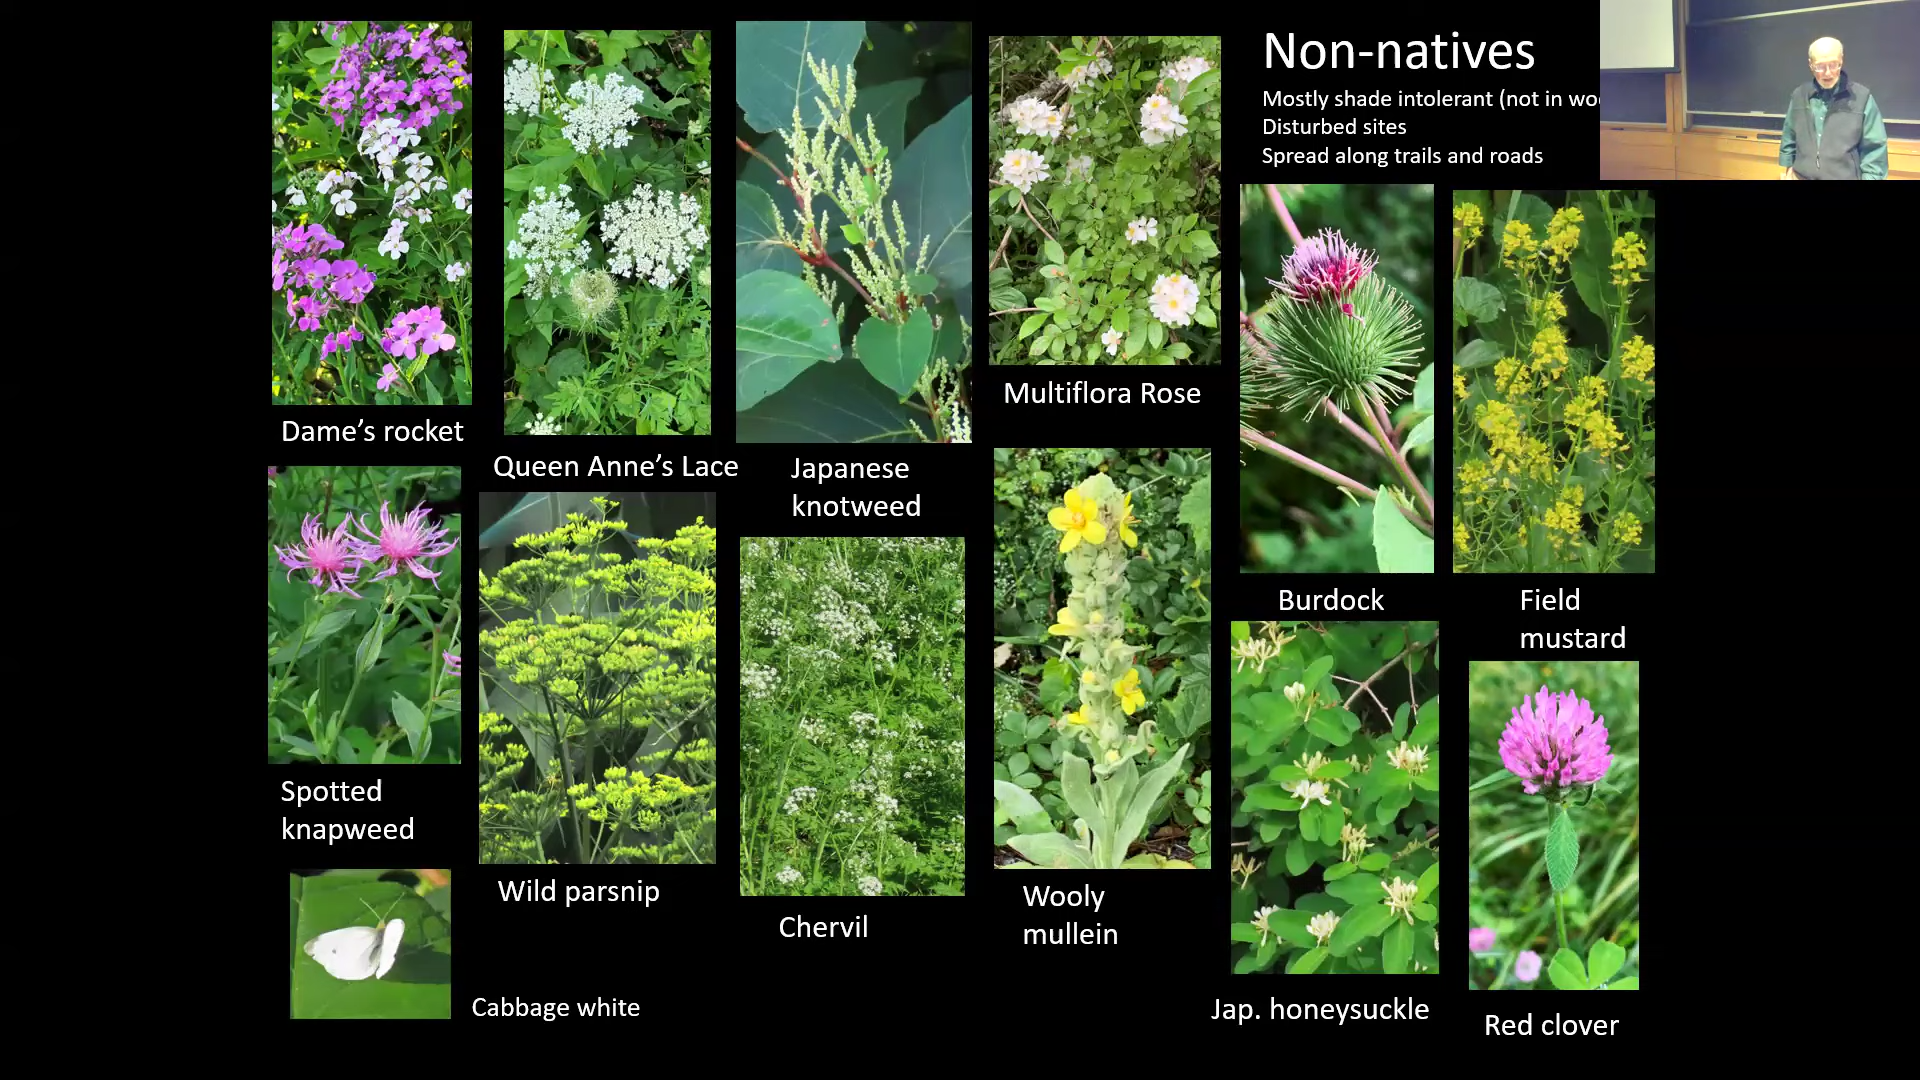 Non-natives
Mostly shade intolerant (not in
Disturbed sites
Spread along trails and roads
Dame's rocket
Queen Anne's Lace
Japanese
knotweed
Multiflora Rose
Burdock
Field
mustard
Spotted
knapweed
Wild parsnip
Chervil
Wooly
mullein
Jap. honeysuckle
Red clover
Cabbage white